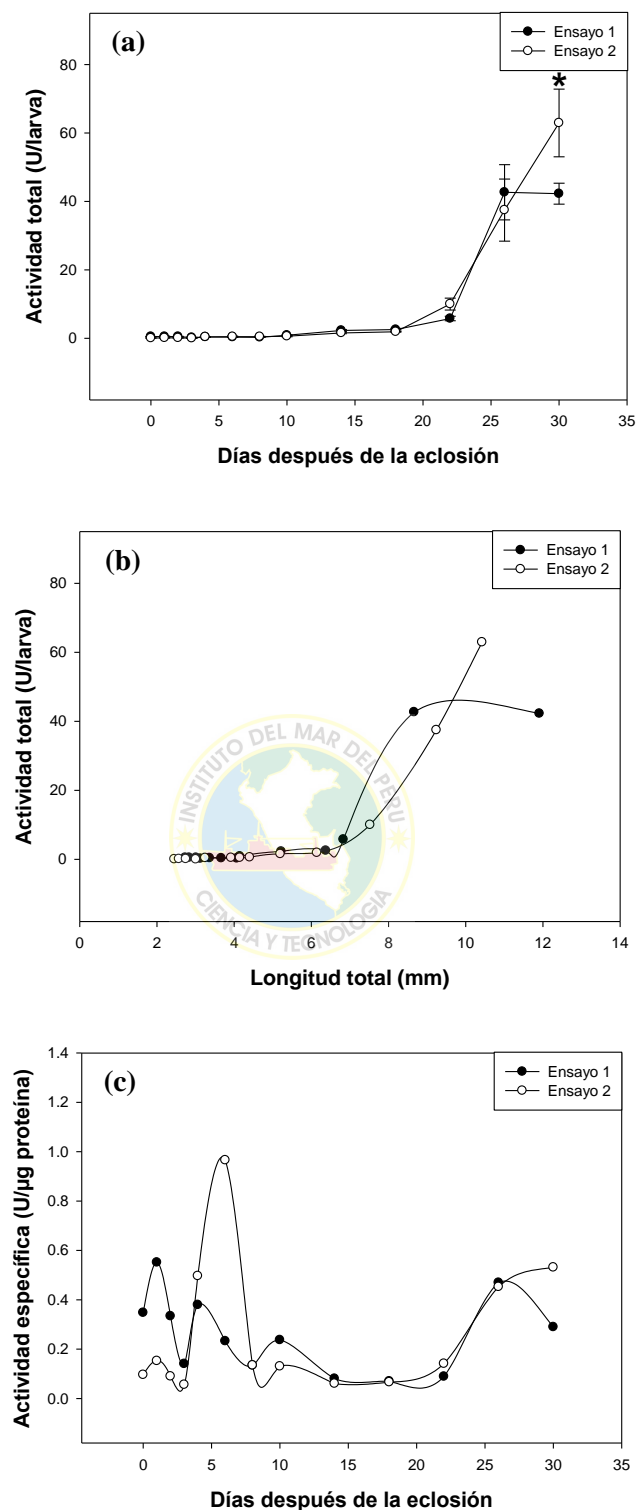 (a)
Ensayo 1
Ensayo 2
*
80
60
40
20
0
Actividad total (U/larva)
0 5 10 15 20 25 30 35
Días después de la eclosión
(b)
Ensayo 1
Ensayo 2
80
60
40
20
0
Actividad total (U/larva)
INSTITUTO DEL MAR DEL PERU
CIENCIA Y TECNOLOGIA
0 2 4 6 8 10 12 14
Longitud total (mm)
(c)
Ensayo 1
Ensayo 2
1.4
1.2
1.0
0.8
0.6
0.4
0.2
0.0
Actividad específica (U/µg proteína)
0 5 10 15 20 25 30 35
Días después de la eclosión